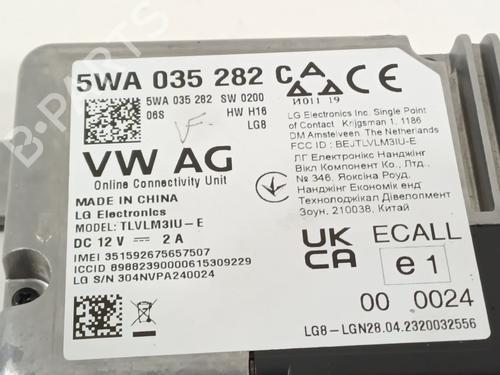 5WA 035 282 C
5WA 035 282 SW 0200
06S HW H16
LG8
VW AG
Online Connectivity Unit
MADE IN CHINA
LG Electronics
MODEL: TLVLM3IU-E
DC 12 V 2 A
IMEI 351592675657507
ICCID 89882390000615309229
LG S/N 304NVPA240024
CE
И011 19
LG Electronics Inc. Single Point
of Contact Krijgsman 1, 1186
DM Amstelveen The Netherlands
FCC ID : BEJTLVLM3IU-E
ЛГ Електронікс Нанджінг
Вікл Компонент Ко., Лтд.,
№ 346, Яоксіна Роуд,
Нанджінг Економік енд
Технолоджікал Дівелопмент
Зоун, 210038, Китай
UK
CA
ECALL
e 1
00 0024
LG8-LGN28.04.2320032556
B-PARTS